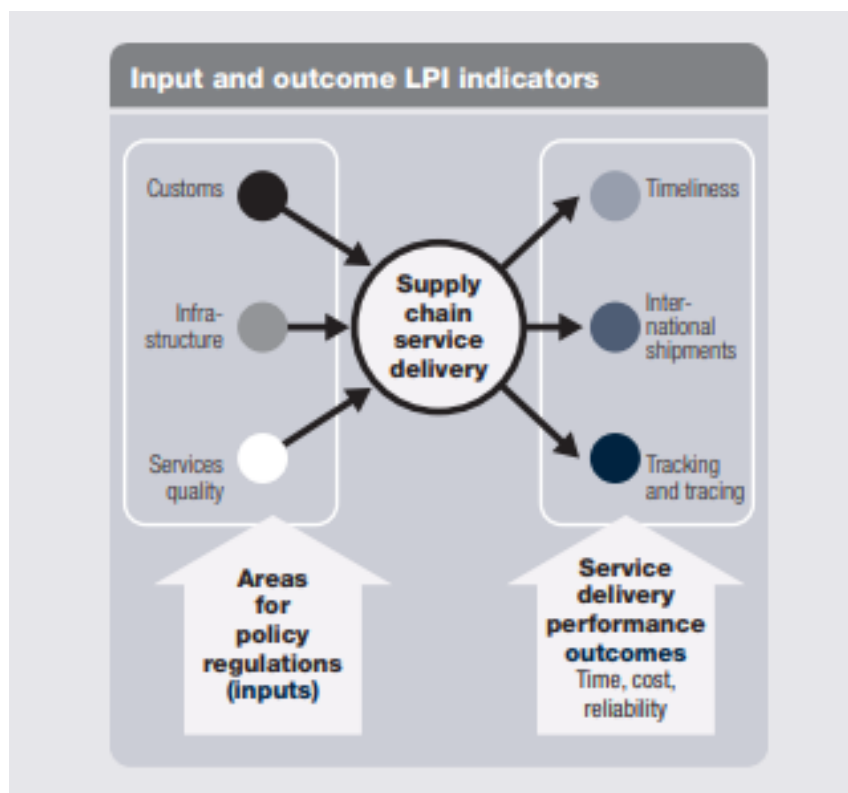 Input and outcome LPI indicators
Customs
Infra-
structure
Services
quality
Supply
chain
service
delivery
Timeliness
Inter-
national
shipments
Tracking
and tracing
Areas
for
policy
regulations
(inputs)
Service
delivery
performance
outcomes
Time, cost,
reliability